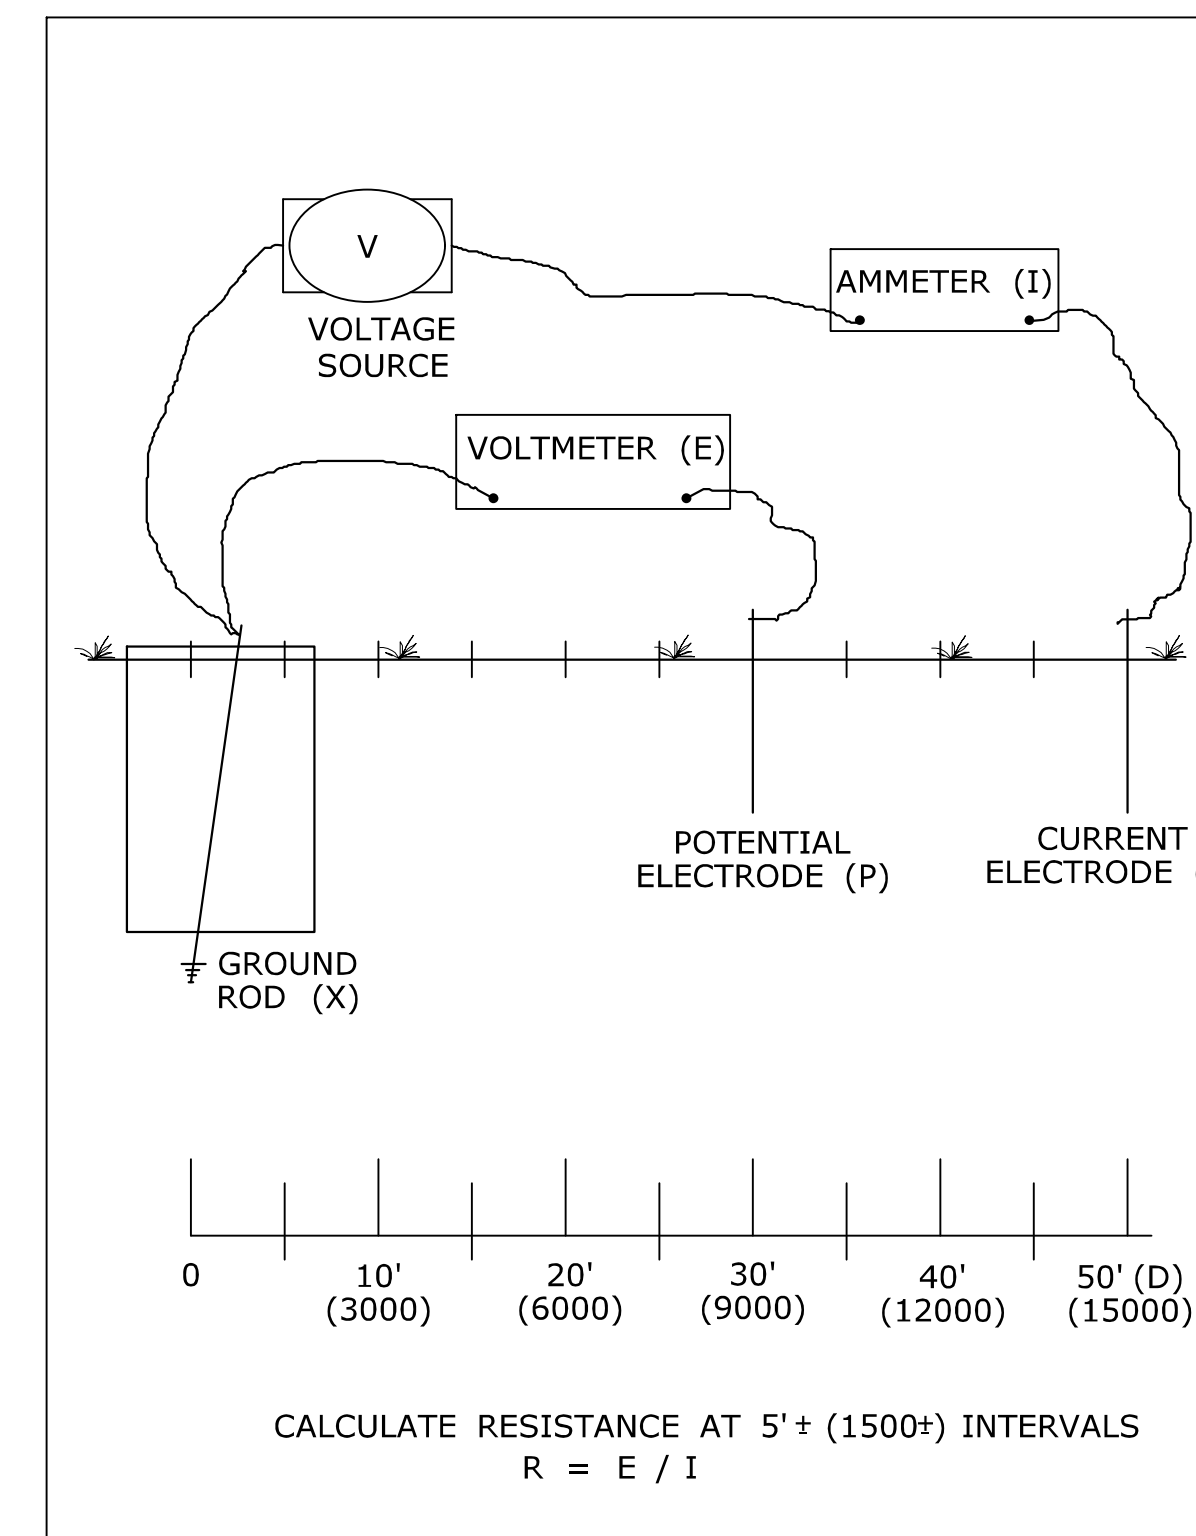 V
VOLTAGE
SOURCE
AMMETER (I)
VOLTMETER (E)
POTENTIAL
ELECTRODE (P)
CURRENT
ELECTRODE
GROUND
ROD (X)
0
10'
(3000)
20'
(6000)
30'
(9000)
40'
(12000)
50' (D)
(15000)
CALCULATE RESISTANCE AT 5'± (1500±) INTERVALS
R = E / I